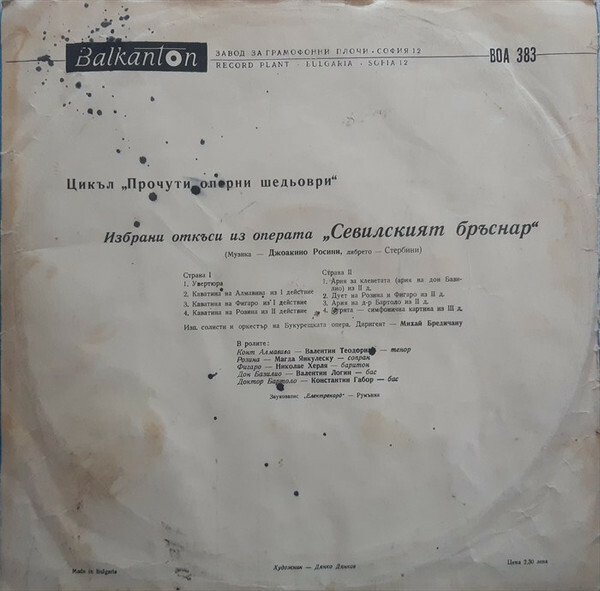 Balkanton
ЗАВОД ЗА ГРАМОФОННИ ПЛОЧИ · СОФИЯ 12
RECORD PLANT · BULGARIA · SOFIA 12
ВОА 383
Цикъл „Прочути оперни шедьоври“
Избрани откъси из операта „Севилският бръснар“
(Музика — Джоакино Росини, либрето — Стербини)
Страна I
1. Увертюра
2. Каватина на Алмавива из I действие
3. Каватина на Фигаро из I действие
4. Каватина на Розина из II действие
Страна II
1. Ария за клеветата (ария на дон Бази-
лио) из II д.
2. Дует на Розина и Фигаро из II д.
3. Ария на д-р Бартоло из II д.
4. Бурята — симфонична картина из III д.
Изп. солисти и оркестър на Букурещката опера. Диригент — Михай Бредичану
В ролите:
Конт Алмавива — Валентин Теодориан — тенор
Розина — Магда Янкулеску — сопран
Фигаро — Николае Херля — баритон
Дон Базилио — Валентин Логин — бас
Доктор Бартоло — Константин Габор — бас
Звукозапис: „Електрекорд“ — Румъния
Made in Bulgaria
Художник — Дянко Дянков
Цена 2,30 лева